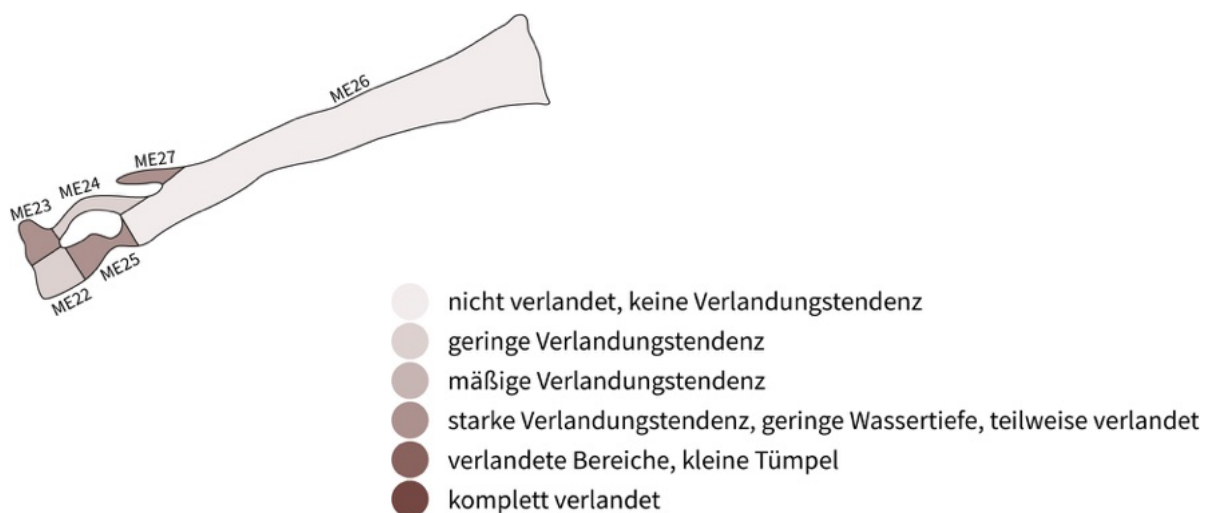 ME26
ME27
ME24
ME23
ME25
ME22
nicht verlandet, keine Verlandungstendenz
geringe Verlandungstendenz
mäßige Verlandungstendenz
starke Verlandungstendenz, geringe Wassertiefe, teilweise verlandet
verlandete Bereiche, kleine Tümpel
komplett verlandet